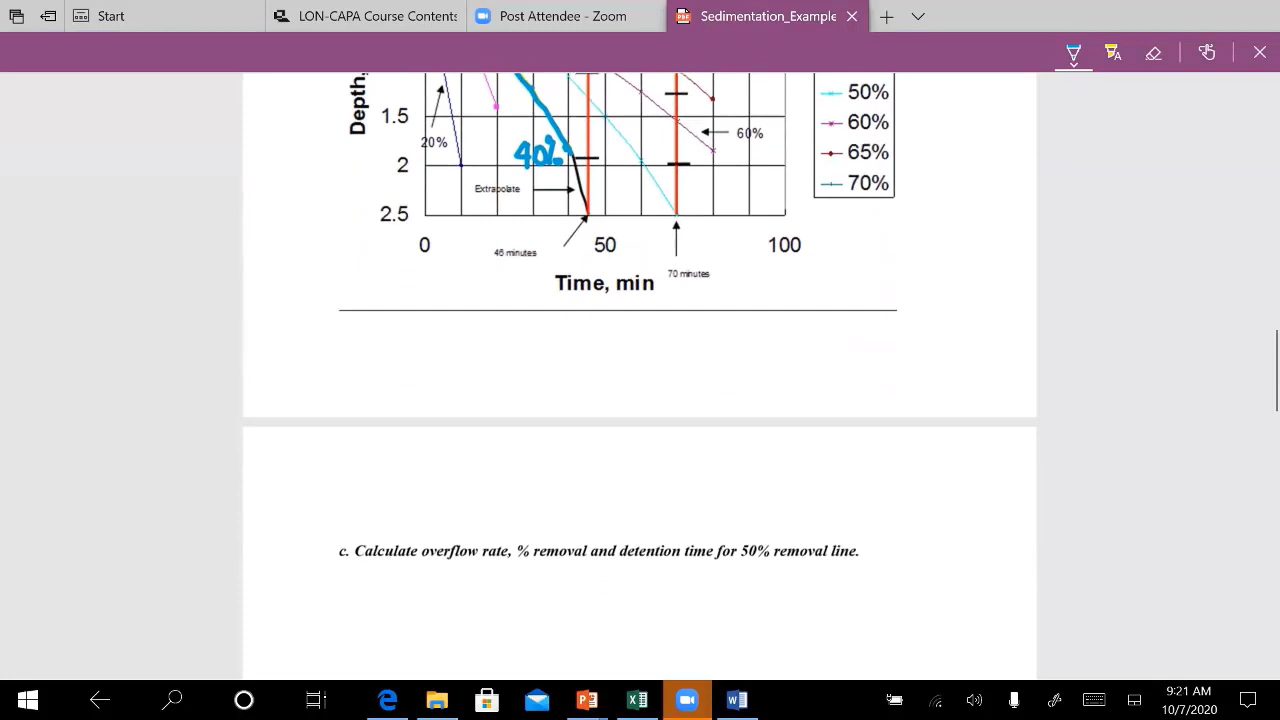 Start
LON-CAPA Course Contents
Post Attendee - Zoom
Sedimentation_Example
Depth,
1.5
2
2.5
20%
40%
Extrapolate
60%
50%
60%
65%
70%
0
50
100
46 minutes
70 minutes
Time, min
c. Calculate overflow rate, % removal and detention time for 50% removal line.
9:21 AM
10/7/2020